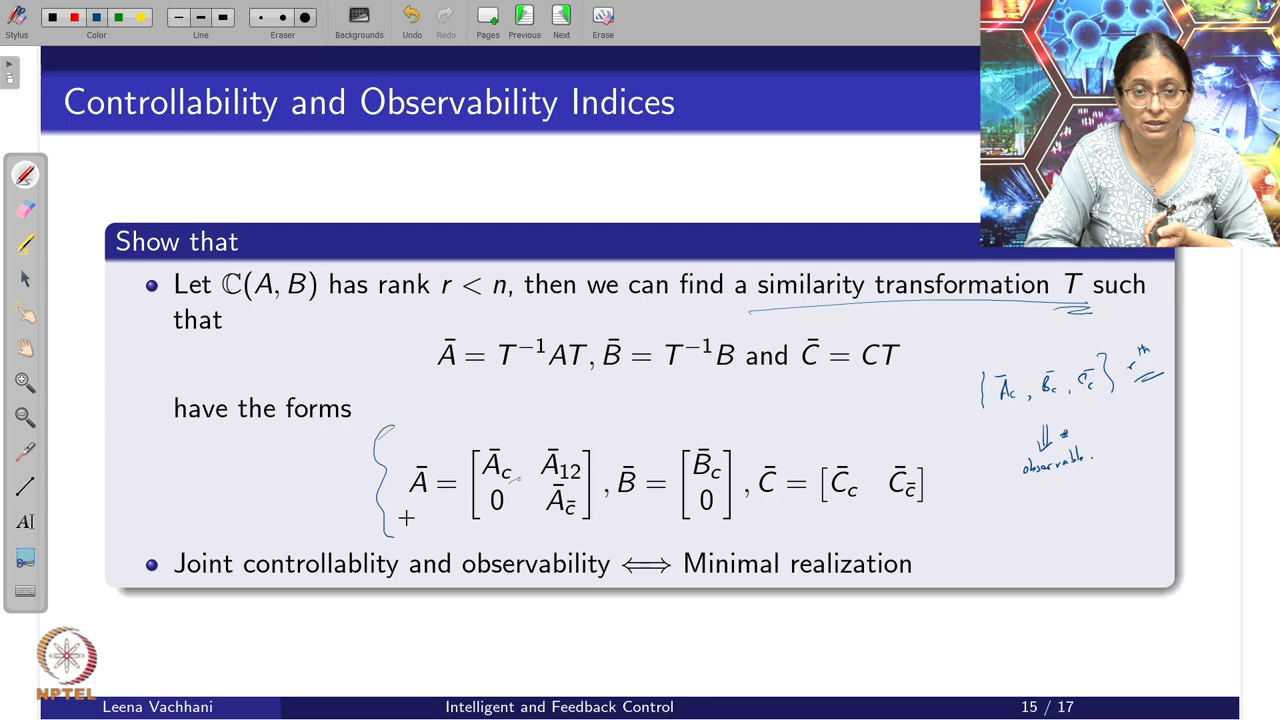 Stylus Color Line Eraser Backgrounds Undo Redo Pages Previous Next Erase
Controllability and Observability Indices
Show that
• Let ℂ(A, B) has rank r < n, then we can find a similarity transformation T such
that
Ā = T⁻¹AT, B̄ = T⁻¹B and C̄ = CT
have the forms
Ā = [Ā_c Ā₁₂; 0 Ā_c̄], B̄ = [B̄_c; 0], C̄ = [C̄_c C̄_c̄]
• Joint controllablity and observability ⟺ Minimal realization
{Ā_c, B̄_c, C̄_c} rᵗʰ
⇓
observable.
NPTEL
Leena Vachhani Intelligent and Feedback Control 15 / 17